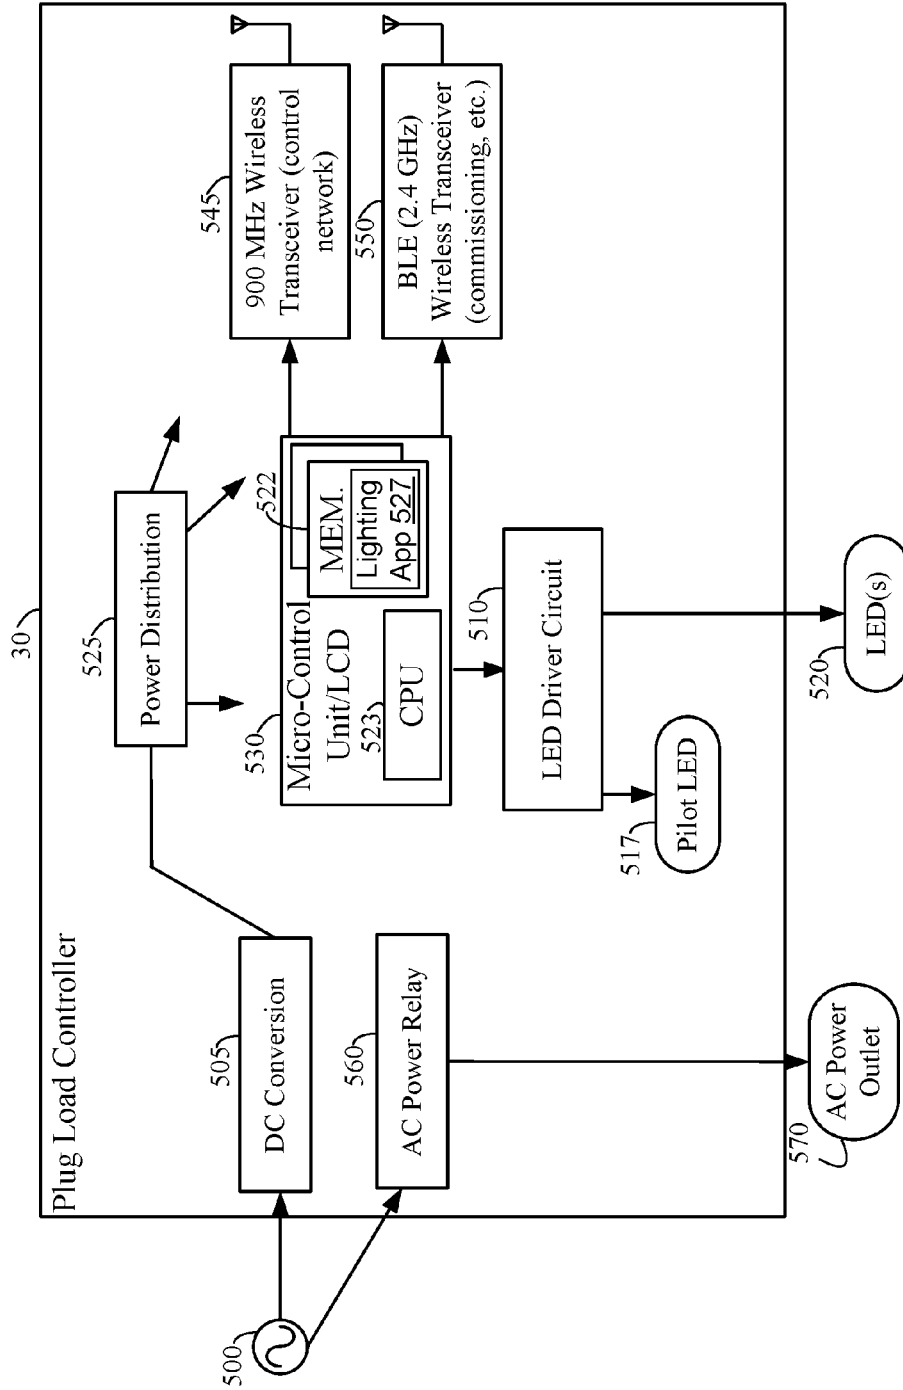 30
Plug Load Controller
525
Power Distribution
545
900 MHz Wireless
Transceiver (control
network)
550
BLE (2.4 GHz)
Wireless Transceiver
(commissioning, etc.)
500
505
DC Conversion
560
AC Power Relay
530
Micro-Control
Unit/LCD
523
CPU
522
MEM.
Lighting
App 527
510
LED Driver Circuit
517
Pilot LED
520
LED(s)
570
AC Power
Outlet